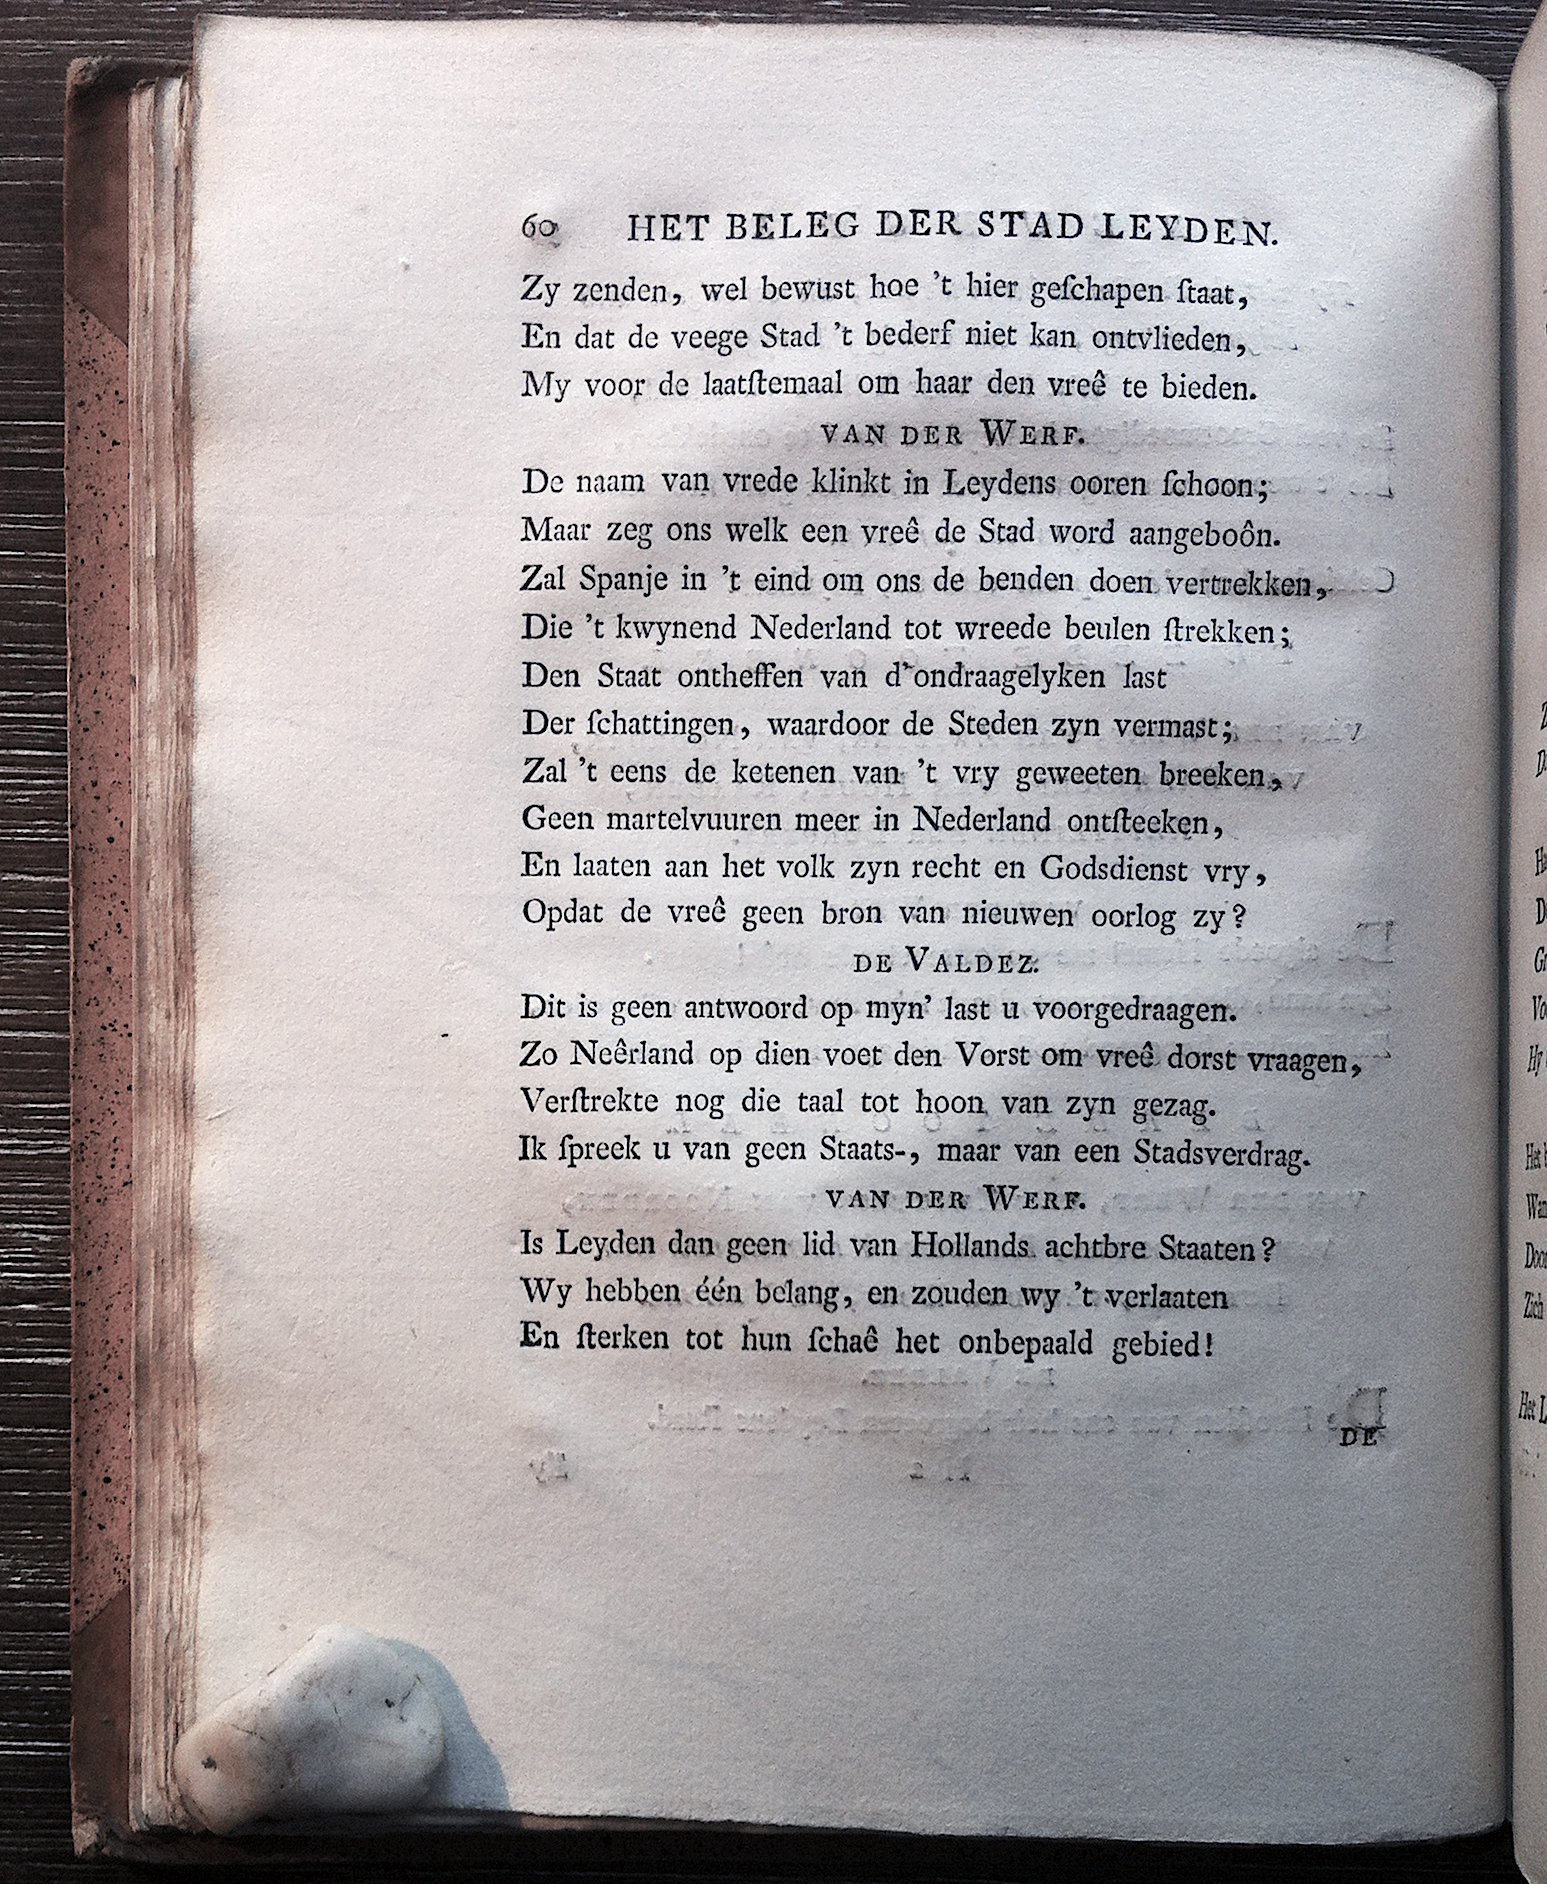 60 HET BELEG DER STAD LEYDEN.
Zy zenden, wel bewust hoe 't hier geſchapen ſtaat,
En dat de veege Stad 't bederf niet kan ontvlieden,
My voor de laatſtemaal om haar den vreê te bieden.
VAN DER WERF.
De naam van vrede klinkt in Leydens ooren ſchoon;
Maar zeg ons welk een vreê de Stad word aangeboôn.
Zal Spanje in 't eind om ons de benden doen vertrekken,
Die 't kwynend Nederland tot wreede beulen ſtrekken;
Den Staat ontheffen van d'ondraagelyken last
Der ſchattingen, waardoor de Steden zyn vermast;
Zal 't eens de ketenen van 't vry geweeten breeken,
Geen martelvuuren meer in Nederland ontſteeken,
En laaten aan het volk zyn recht en Godsdienst vry,
Opdat de vreê geen bron van nieuwen oorlog zy?
DE VALDEZ.
Dit is geen antwoord op myn' last u voorgedraagen.
Zo Neêrland op dien voet den Vorst om vreê dorst vraagen,
Verſtrekte nog die taal tot hoon van zyn gezag.
Ik ſpreek u van geen Staats-, maar van een Stadsverdrag.
VAN DER WERF.
Is Leyden dan geen lid van Hollands achtbre Staaten?
Wy hebben één belang, en zouden wy 't verlaaten
En ſterken tot hun ſchaê het onbepaald gebied!
DE